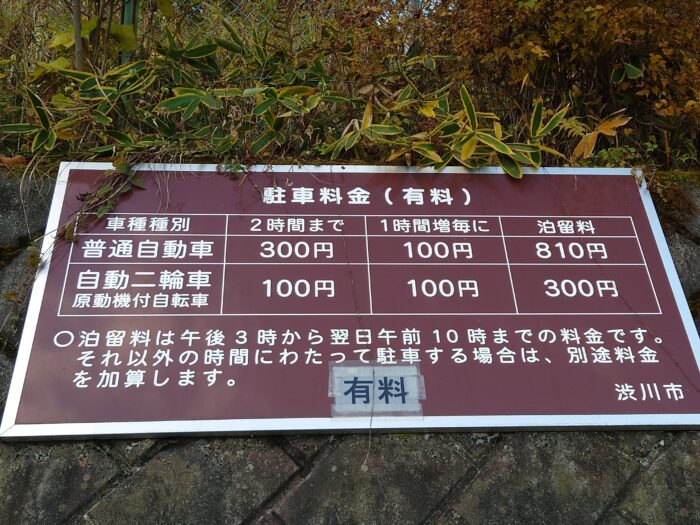 駐車料金(有料)
車種種別 2時間まで 1時間増毎に 泊留料
普通自動車 300円 100円 810円
自動二輪車
原動機付自転車 100円 100円 300円
○泊留料は午後3時から翌日午前10時までの料金です。
それ以外の時間にわたって駐車する場合は、別途料金
を加算します。
有料
渋川市